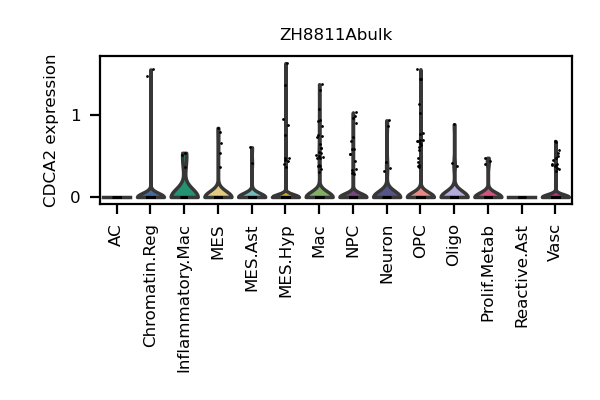 ZH8811Abulk
CDCA2 expression
1
0
AC
Chromatin.Reg
Inflammatory.Mac
MES
MES.Ast
MES.Hyp
Mac
NPC
Neuron
OPC
Oligo
Prolif.Metab
Reactive.Ast
Vasc